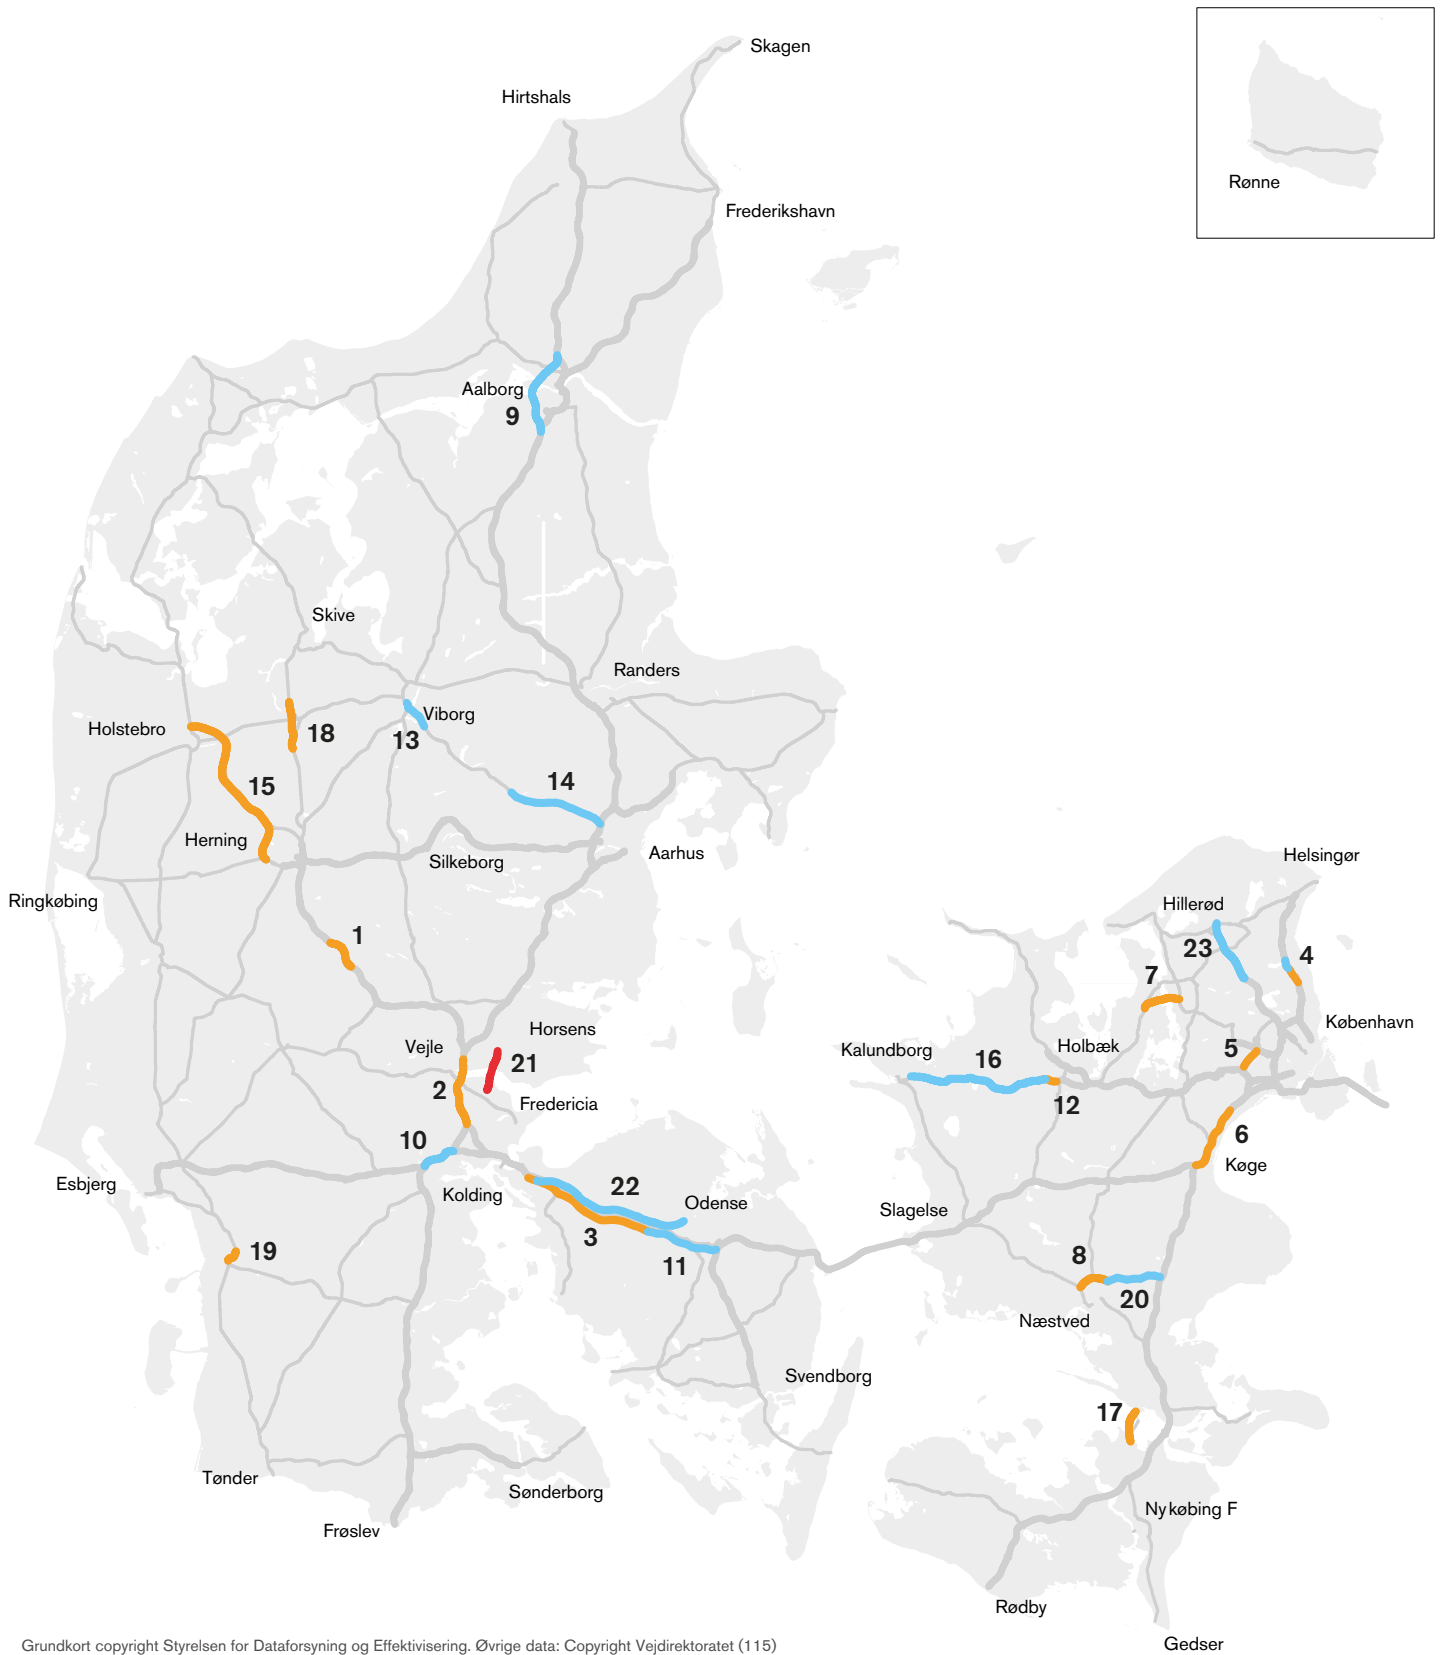 Skagen
Hirtshals
Rønne
Frederikshavn
Aalborg
9
Skive
Randers
Holstebro
18
Viborg
13
15
14
Herning
Silkeborg
Aarhus
Helsingør
Ringkøbing
Hillerød
1
23
4
7
København
Horsens
Vejle
Holbæk
Kalundborg
5
21
16
2
Fredericia
12
10
6
Køge
Esbjerg
Kolding
22
Odense
Slagelse
3
19
11
8
20
Næstved
Svendborg
17
Tønder
Sønderborg
Nykøbing F
Frøslev
Rødby
Gedser
Grundkort copyright Styrelsen for Dataforsyning og Effektivisering. Øvrige data: Copyright Vejdirektoratet (115)